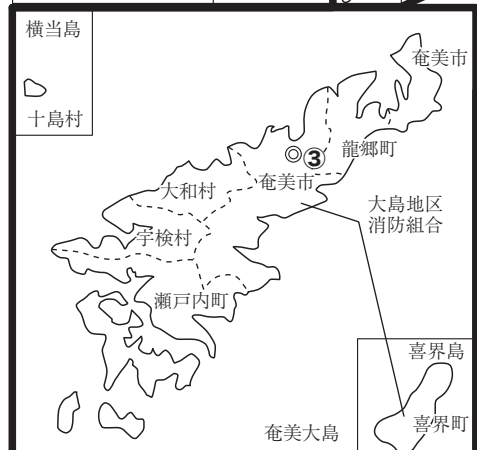 横当島
十島村
奄美市
龍郷町
◎③
奄美市
大和村
大島地区
消防組合
宇検村
瀬戸内町
喜界島
喜界町
奄美大島